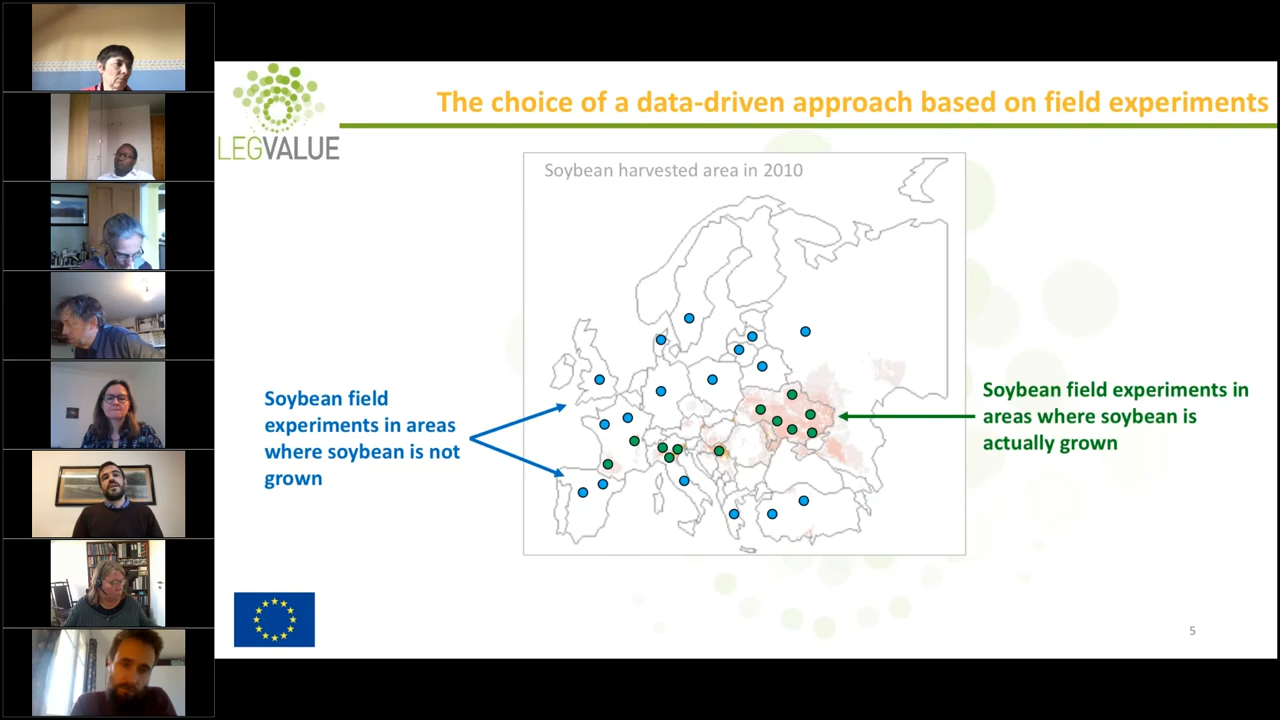 LEGVALUE
The choice of a data-driven approach based on field experiments
Soybean harvested area in 2010
Soybean field
experiments in areas
where soybean is not
grown
Soybean field experiments in
areas where soybean is
actually grown
5